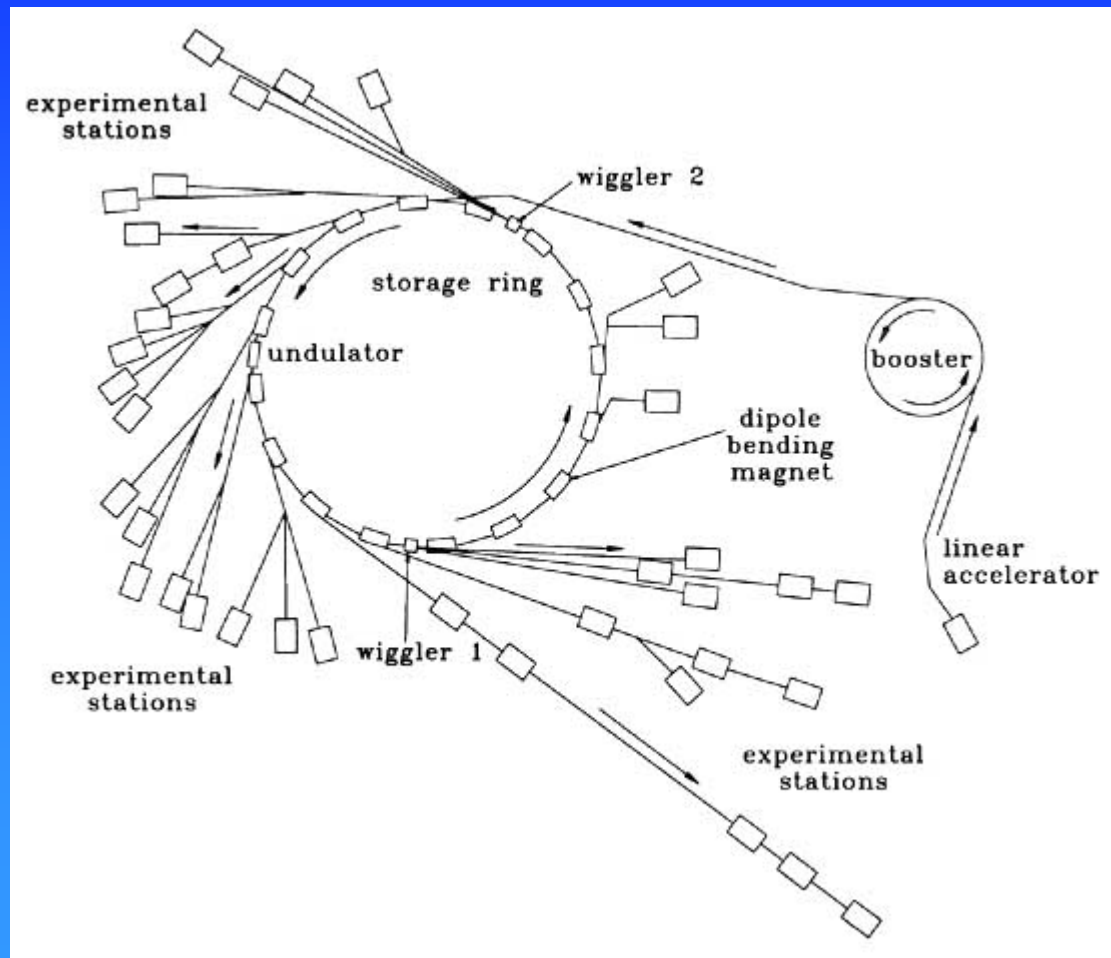 experimental
stations
wiggler 2
storage ring
undulator
booster
dipole
bending
magnet
linear
accelerator
wiggler 1
experimental
stations
experimental
stations